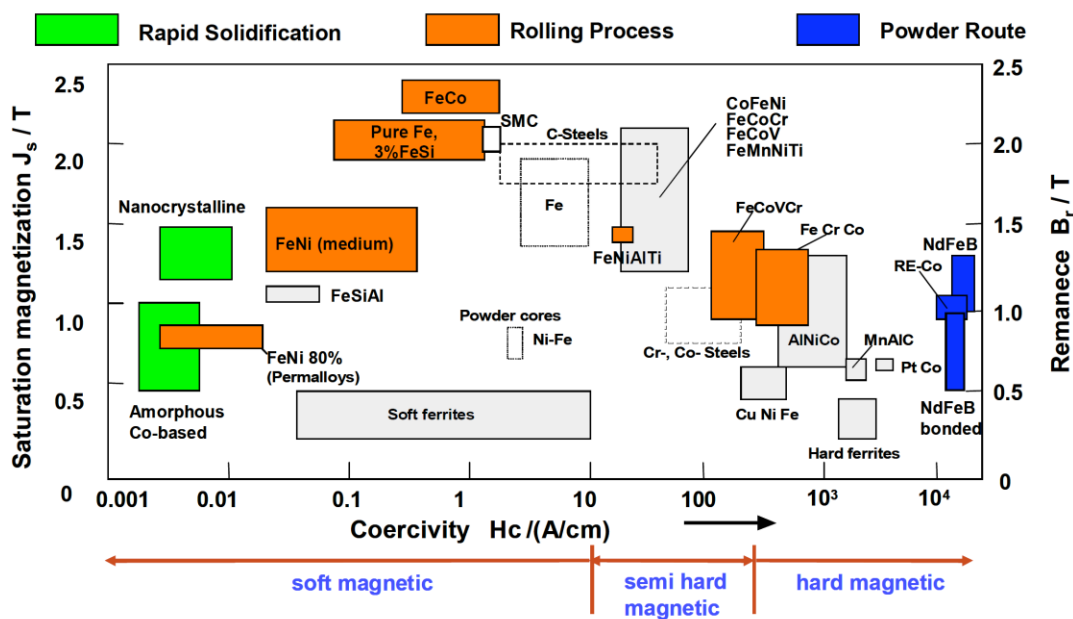 Rapid Solidification
Rolling Process
Powder Route
Saturation magnetization Js / T
2.5
2.0
1.5
1.0
0.5
0
2.5
2.0
1.5
1.0
0.5
0
Remanece Br / T
FeCo
SMC
Pure Fe,
3%FeSi
C-Steels
CoFeNi
FeCoCr
FeCoV
FeMnNiTi
Nanocrystalline
Fe
FeCoVCr
Fe Cr Co
FeNi (medium)
FeNiAlTi
NdFeB
RE-Co
FeSiAl
Powder cores
Ni-Fe
Cr-, Co- Steels
AlNiCo
MnAlC
Pt Co
FeNi 80%
(Permalloys)
Amorphous
Co-based
Soft ferrites
Cu Ni Fe
Hard ferrites
NdFeB
bonded
0.001
0.01
0.1
1
10
100
10³
10⁴
Coercivity Hc /(A/cm)
soft magnetic
semi hard
magnetic
hard magnetic